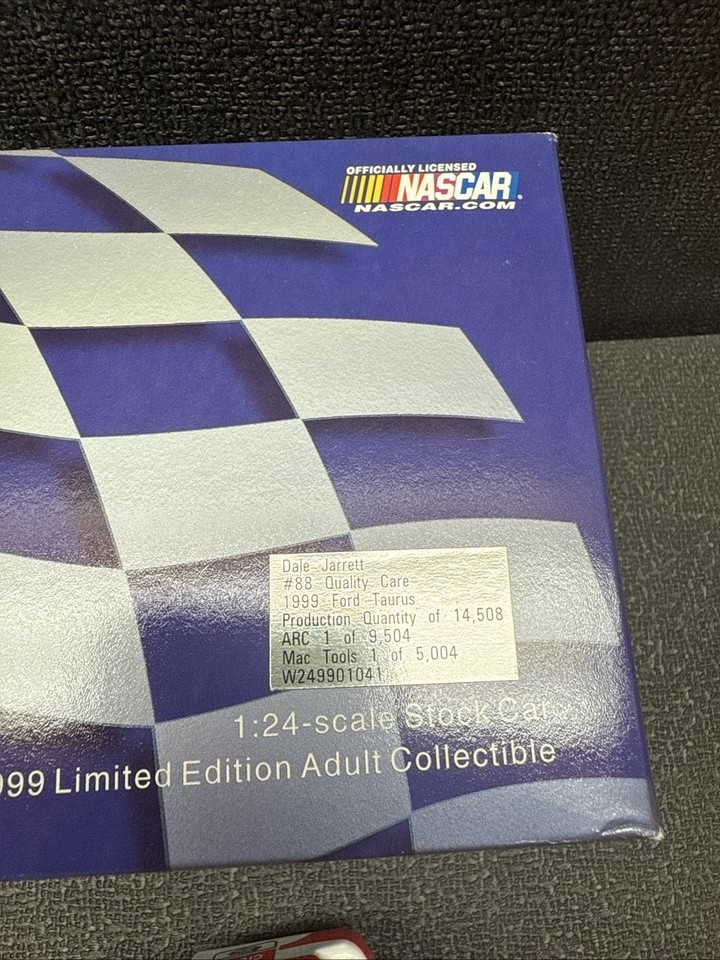 OFFICIALLY LICENSED
NASCAR®
NASCAR.COM
Dale Jarrett
#88 Quality Care
1999 Ford Taurus
Production Quantity of 14,508
ARC 1 of 9,504
Mac Tools 1 of 5,004
W249901041
1:24-scale Stock Car
999 Limited Edition Adult Collectible